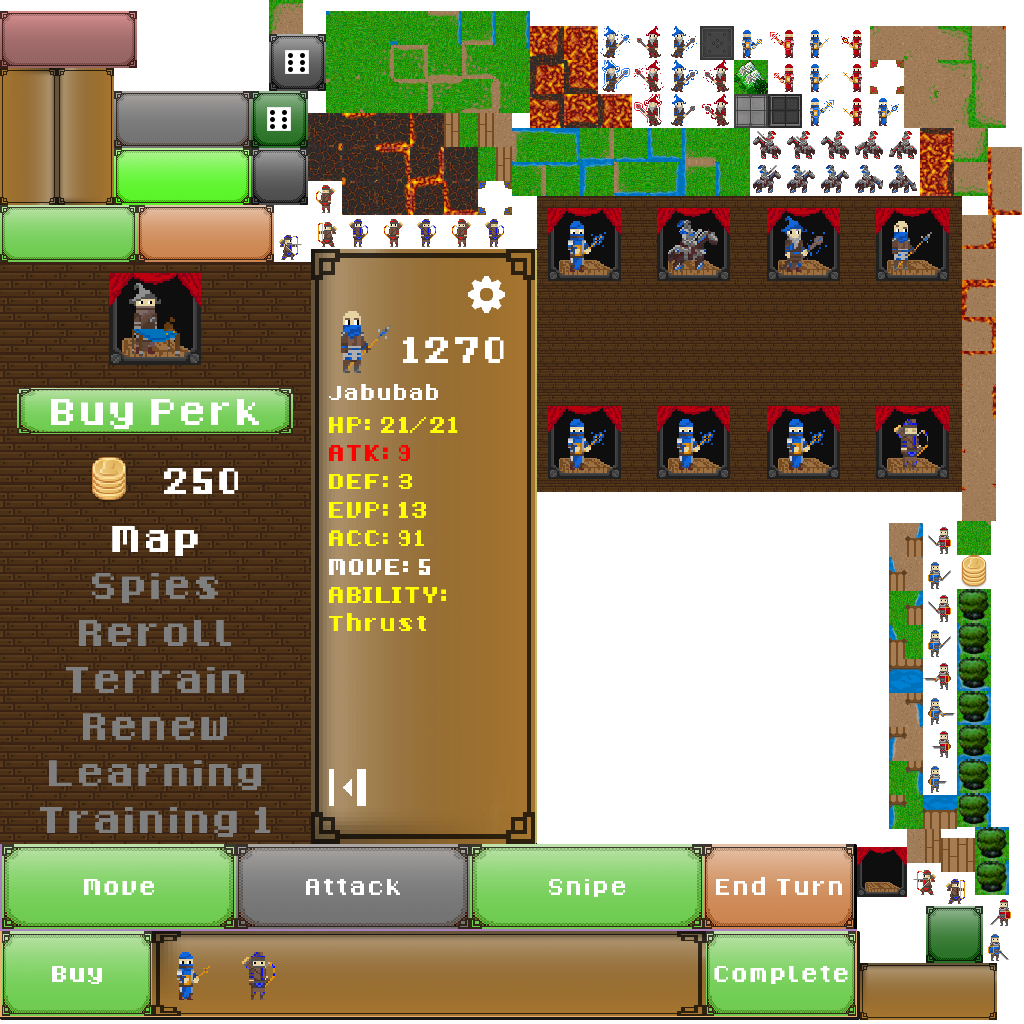 Buy Perk
250
Map
Spies
Reroll
Terrain
Renew
Learning
Training 1
1270
Jabubab
HP: 21/21
ATK: 9
DEF: 3
EVP: 13
ACC: 91
MOVE: 5
ABILITY:
Thrust
Move
Attack
Snipe
End Turn
Buy
Complete